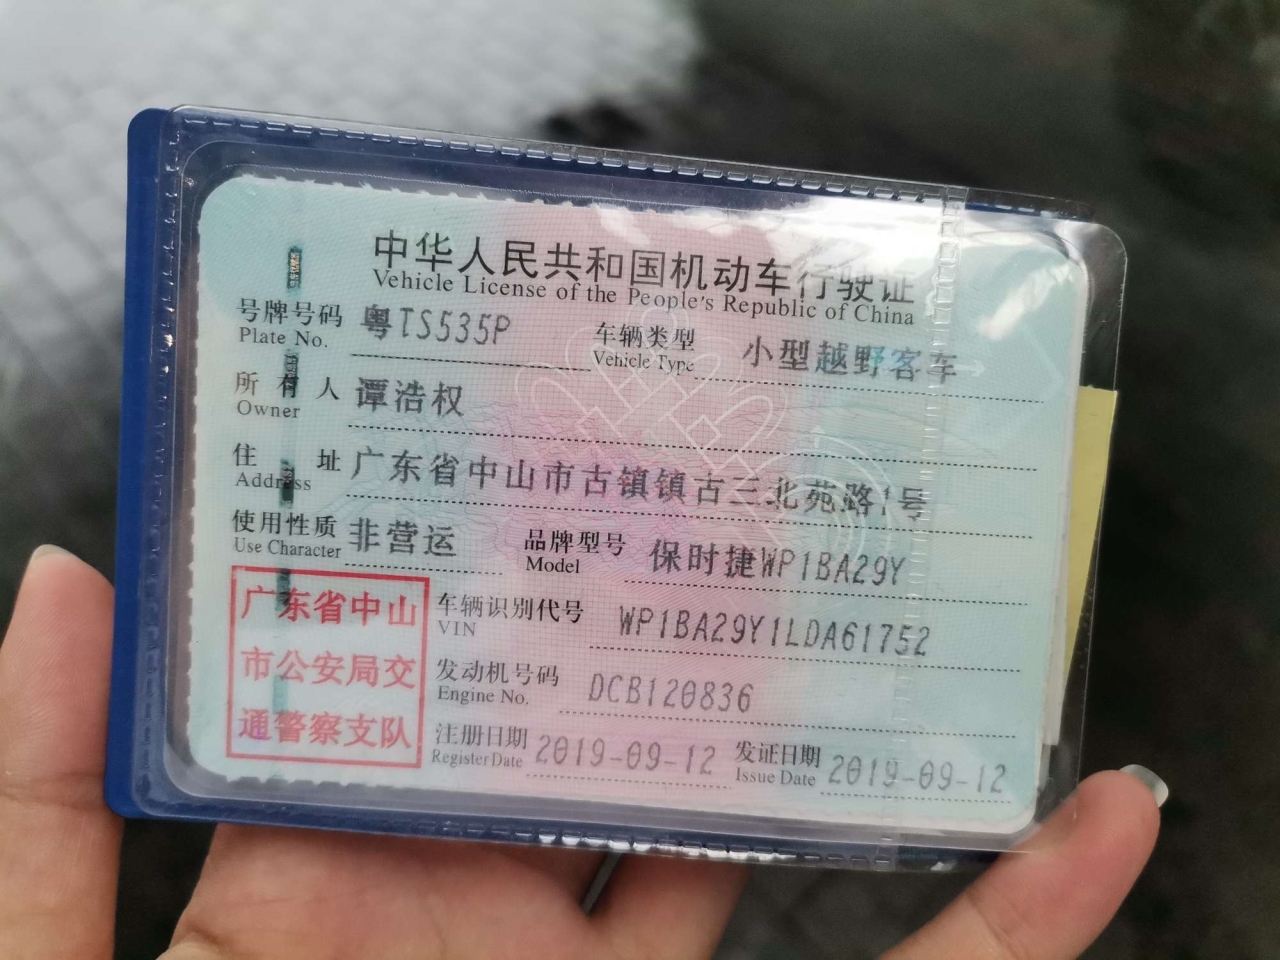 中华人民共和国机动车行驶证
Vehicle License of the People's Republic of China
号牌号码 粤TS535P 车辆类型 小型越野客车
Plate No. Vehicle Type
所有人 谭浩权
Owner
住址 广东省中山市古镇镇古三北苑路1号
Address
使用性质 非营运 品牌型号 保时捷WP1BA29Y
Use Character Model
广东省中山
市公安局交
通警察支队
车辆识别代号 WP1BA29Y1LDA61752
VIN
发动机号码 DCB120836
Engine No.
注册日期 2019-09-12 发证日期 2019-09-12
Register Date Issue Date